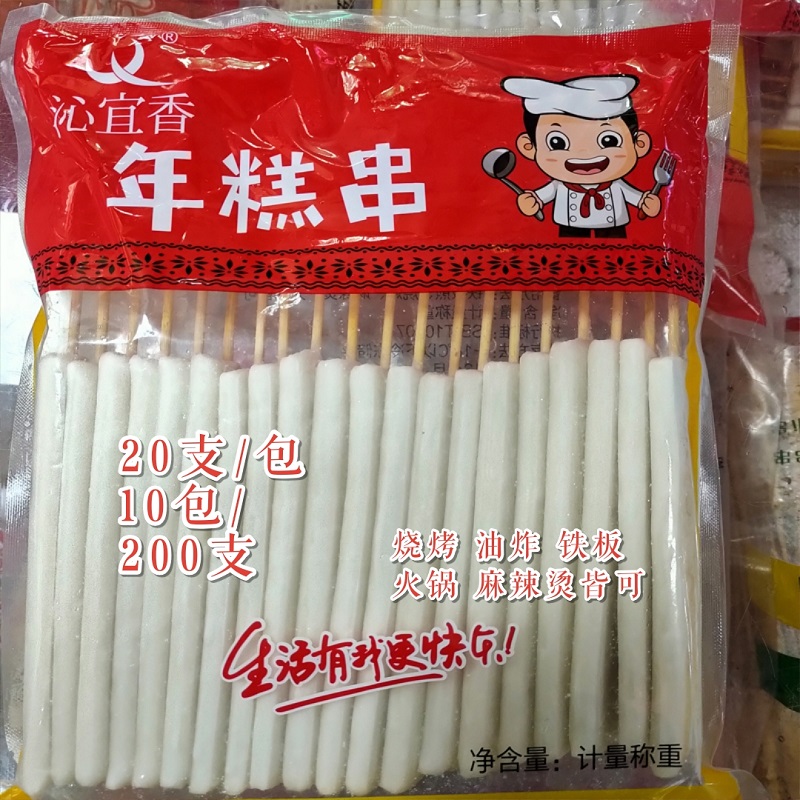 ®
沁宜香
年糕串
20支/包
10包/
200支
烧烤 油炸 铁板
火锅 麻辣烫皆可
生活有我更快乐!
净含量: 计量称重